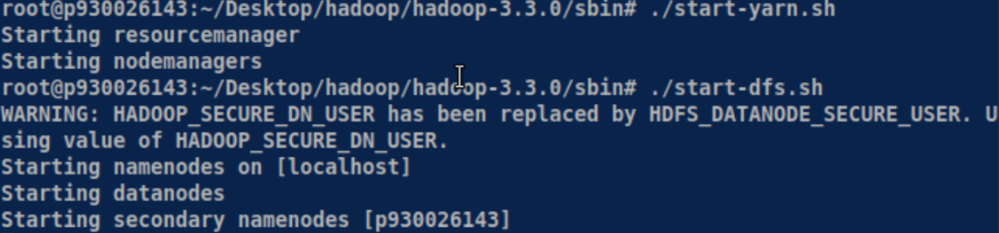 root@p930026143:~/Desktop/hadoop/hadoop-3.3.0/sbin# ./start-yarn.sh
Starting resourcemanager
Starting nodemanagers
root@p930026143:~/Desktop/hadoop/hadoop-3.3.0/sbin# ./start-dfs.sh
WARNING: HADOOP_SECURE_DN_USER has been replaced by HDFS_DATANODE_SECURE_USER. U
sing value of HADOOP_SECURE_DN_USER.
Starting namenodes on [localhost]
Starting datanodes
Starting secondary namenodes [p930026143]